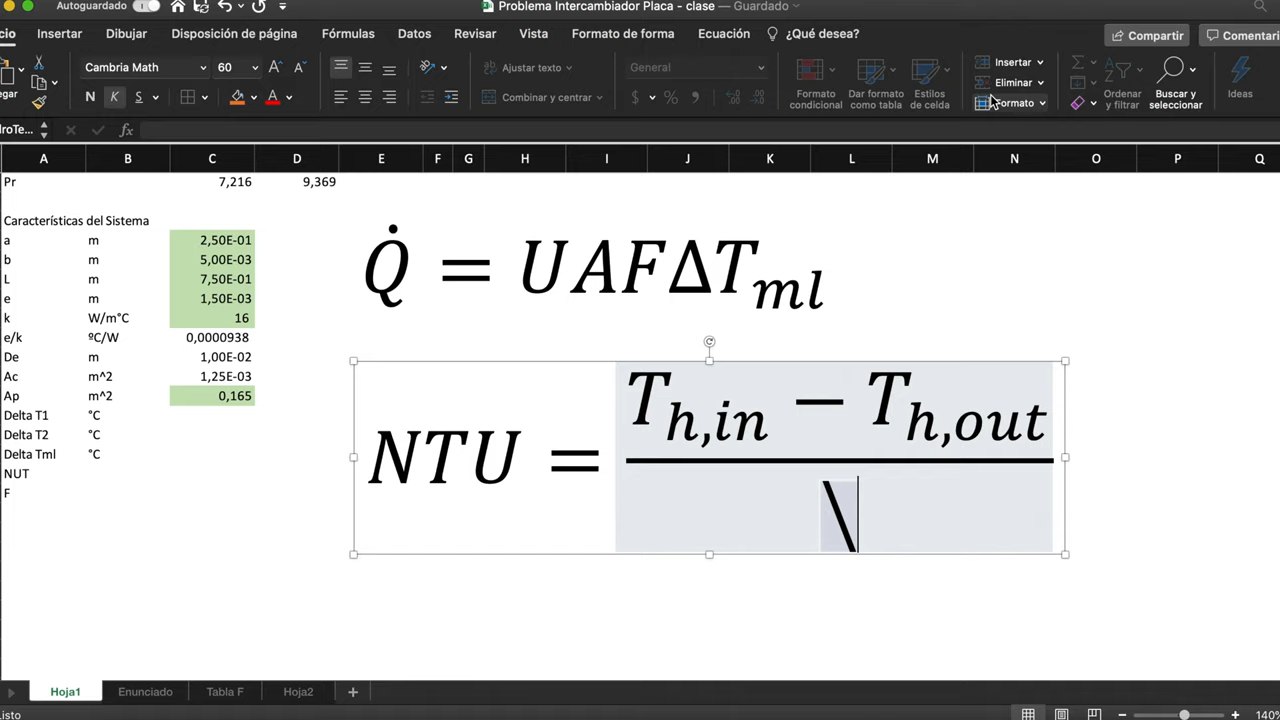 Autoguardado
Problema Intercambiador Placa - clase — Guardado
cio Insertar Dibujar Disposición de página Fórmulas Datos Revisar Vista Formato de forma Ecuación ¿Qué desea? Compartir Comentari
egar
Cambria Math 60 A A
N K S A
ab
Ajustar texto
Combinar y centrar
General
$ %
Formato condicional
Dar formato como tabla
Estilos de celda
Insertar
Eliminar
Formato
Ordenar y filtrar
Buscar y seleccionar
Ideas
droTe... fx
A B C D E F G H I J K L M N O P Q
Pr 7,216 9,369
Características del Sistema
a m 2,50E-01
b m 5,00E-03
L m 7,50E-01
e m 1,50E-03
k W/m°C 16
e/k ºC/W 0,0000938
De m 1,00E-02
Ac m^2 1,25E-03
Ap m^2 0,165
Delta T1 °C
Delta T2 °C
Delta Tml °C
NUT
F
Q̇ = UAFΔT_ml
NTU = T_h,in − T_h,out
\
Hoja1 Enunciado Tabla F Hoja2 +
Listo − + 140%